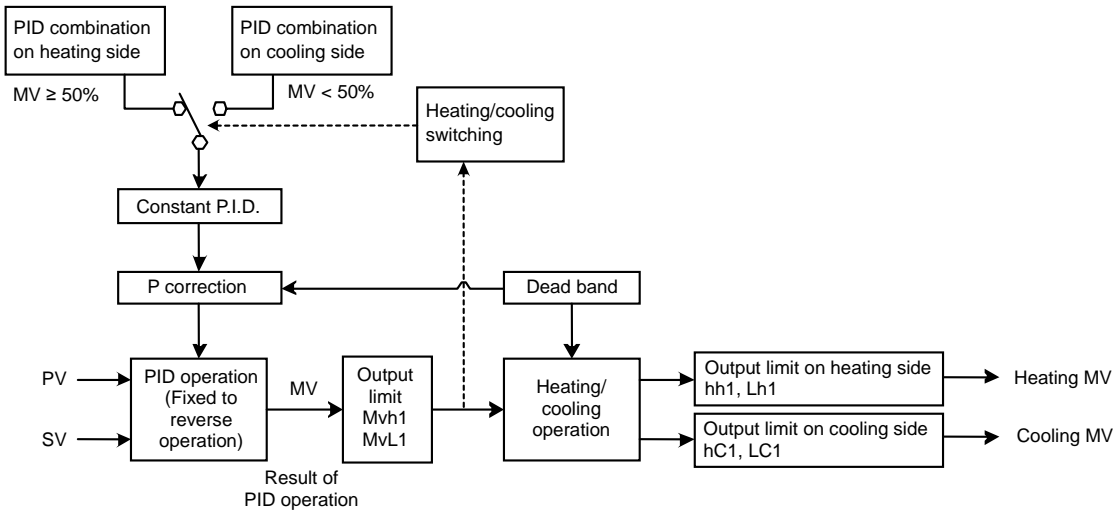 PID combination
on heating side
PID combination
on cooling side
MV ≥ 50%
MV < 50%
Heating/cooling
switching
Constant P.I.D.
P correction
Dead band
PV
SV
PID operation
(Fixed to
reverse
operation)
MV
Output
limit
Mvh1
MvL1
Result of
PID operation
Heating/
cooling
operation
Output limit on heating side
hh1, Lh1
Heating MV
Output limit on cooling side
hC1, LC1
Cooling MV